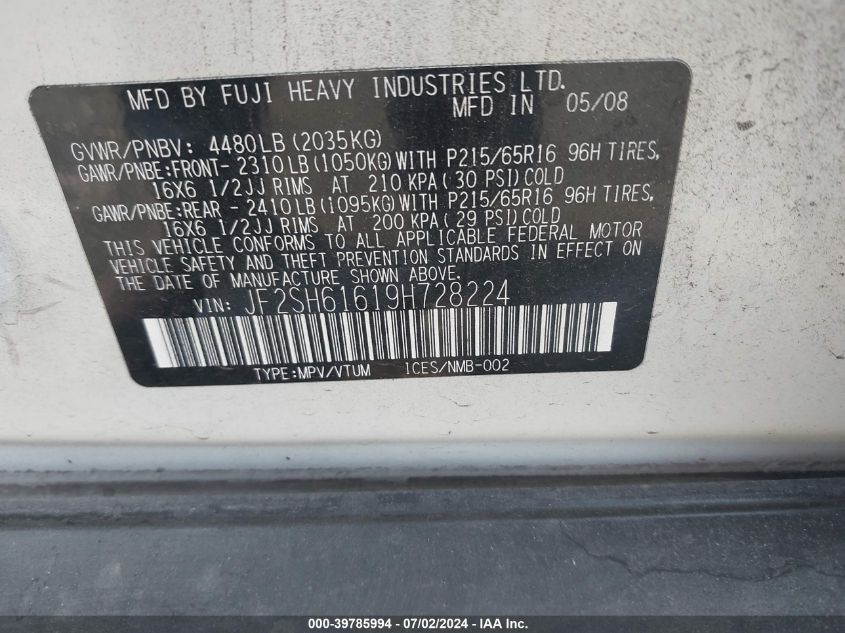 MFD BY FUJI HEAVY INDUSTRIES LTD.
MFD IN 05/08
GVWR/PNBV: 4480LB (2035KG)
GAWR/PNBE:FRONT- 2310LB (1050KG) WITH P215/65R16 96H TIRES,
16X6 1/2JJ RIMS AT 210 KPA ( 30 PSI) COLD
GAWR/PNBE:REAR - 2410LB (1095KG) WITH P215/65R16 96H TIRES,
16X6 1/2JJ RIMS AT 200 KPA ( 29 PSI) COLD
THIS VEHICLE CONFORMS TO ALL APPLICABLE FEDERAL MOTOR
VEHICLE SAFETY AND THEFT PREVENTION STANDARDS IN EFFECT ON
THE DATE OF MANUFACTURE SHOWN ABOVE.
VIN: JF2SH61619H728224
TYPE:MPV/VTUM ICES/NMB-002
000-39785994 07/02/2024 - IAA Inc.